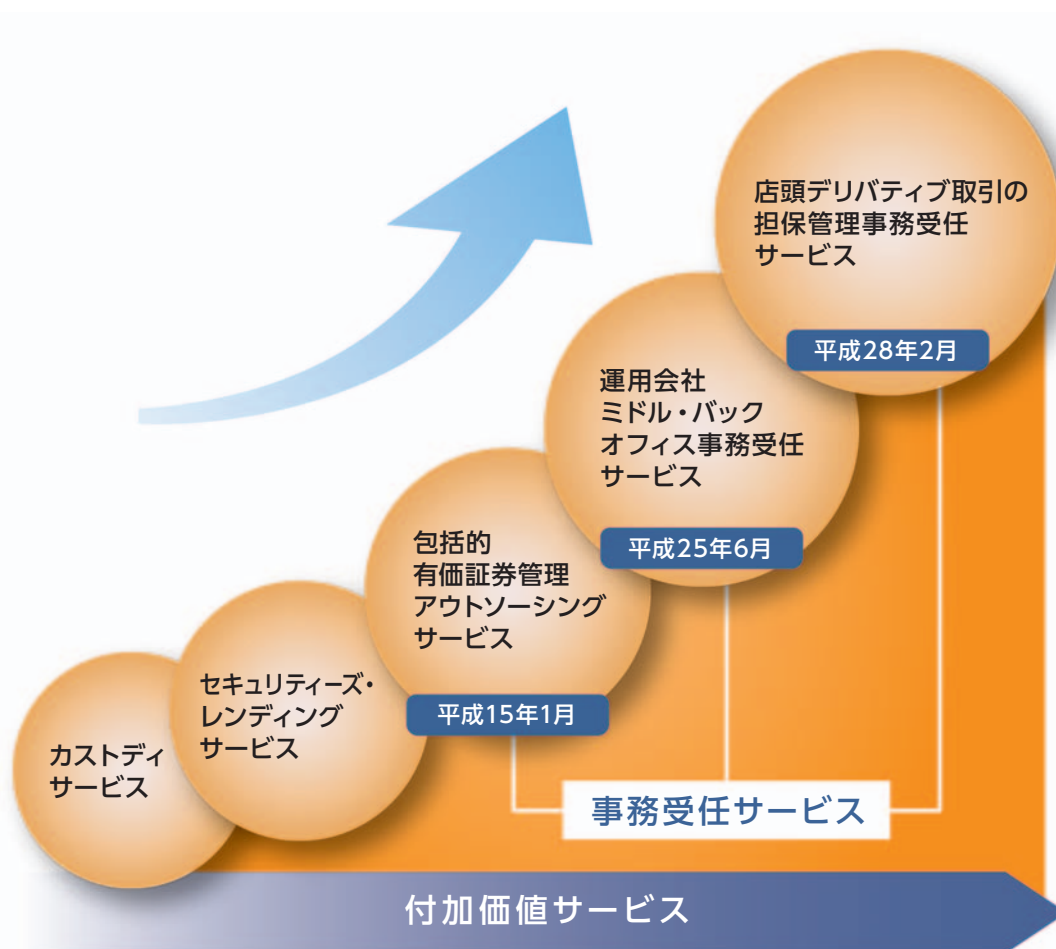 店頭デリバティブ取引の
担保管理事務受任
サービス
平成28年2月
運用会社
ミドル・バック
オフィス事務受任
サービス
平成25年6月
包括的
有価証券管理
アウトソーシング
サービス
平成15年1月
セキュリティーズ・
レンディング
サービス
カストディ
サービス
事務受任サービス
付加価値サービス